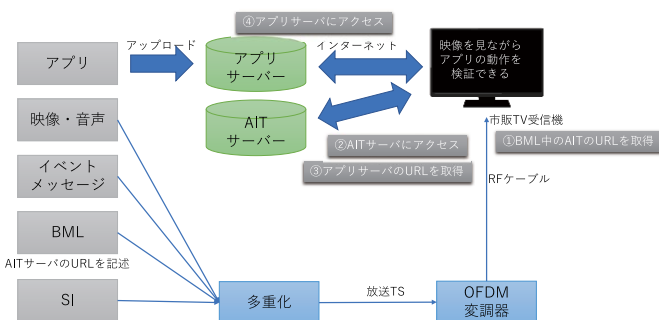 ④アプリサーバにアクセス
アプリ
アップロード
アプリ
サーバー
インターネット
映像を見ながら
アプリの動作を
検証できる
映像・音声
AIT
サーバー
市販TV受信機
②AITサーバにアクセス
①BML中のAITのURLを取得
③アプリサーバのURLを取得
イベント
メッセージ
RFケーブル
BML
AITサーバのURLを記述
SI
多重化
放送TS
OFDM
変調器